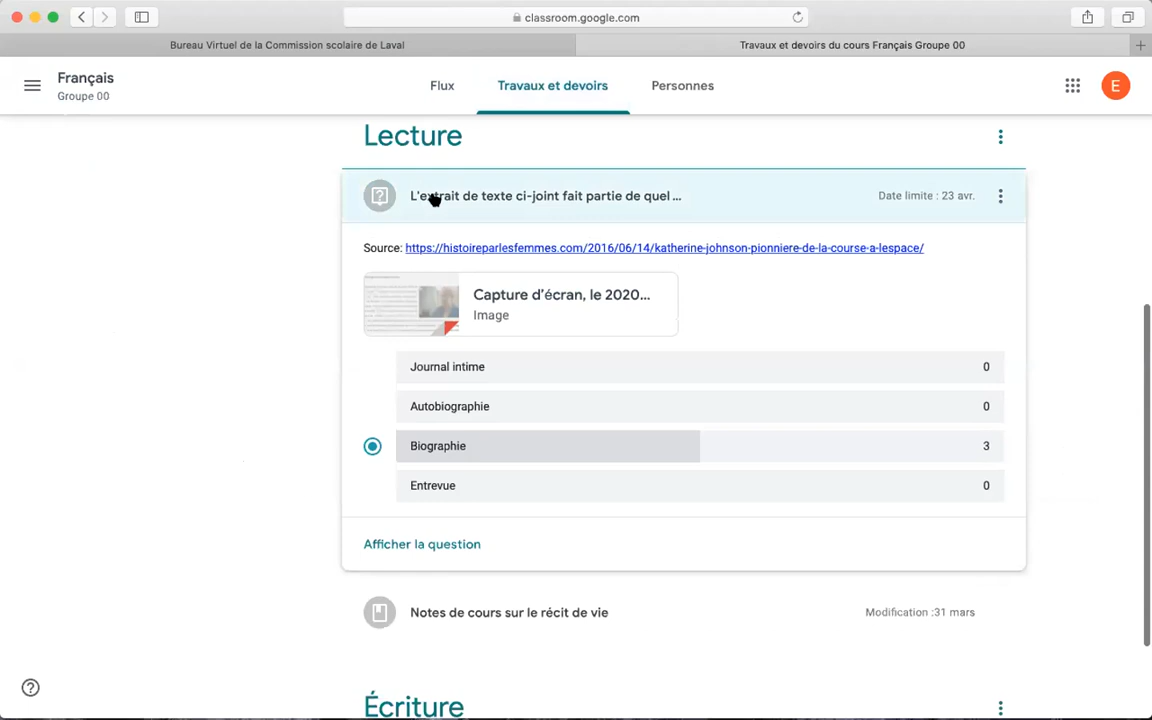 classroom.google.com
Bureau Virtuel de la Commission scolaire de Laval
Travaux et devoirs du cours Français Groupe 00
Français
Groupe 00
Flux
Travaux et devoirs
Personnes
E
Lecture
L'extrait de texte ci-joint fait partie de quel ...
Date limite : 23 avr.
Source: https://histoireparlesfemmes.com/2016/06/14/katherine-johnson-pionniere-de-la-course-a-lespace/
Capture d'écran, le 2020...
Image
Journal intime 0
Autobiographie 0
Biographie 3
Entrevue 0
Afficher la question
Notes de cours sur le récit de vie
Modification :31 mars
Écriture